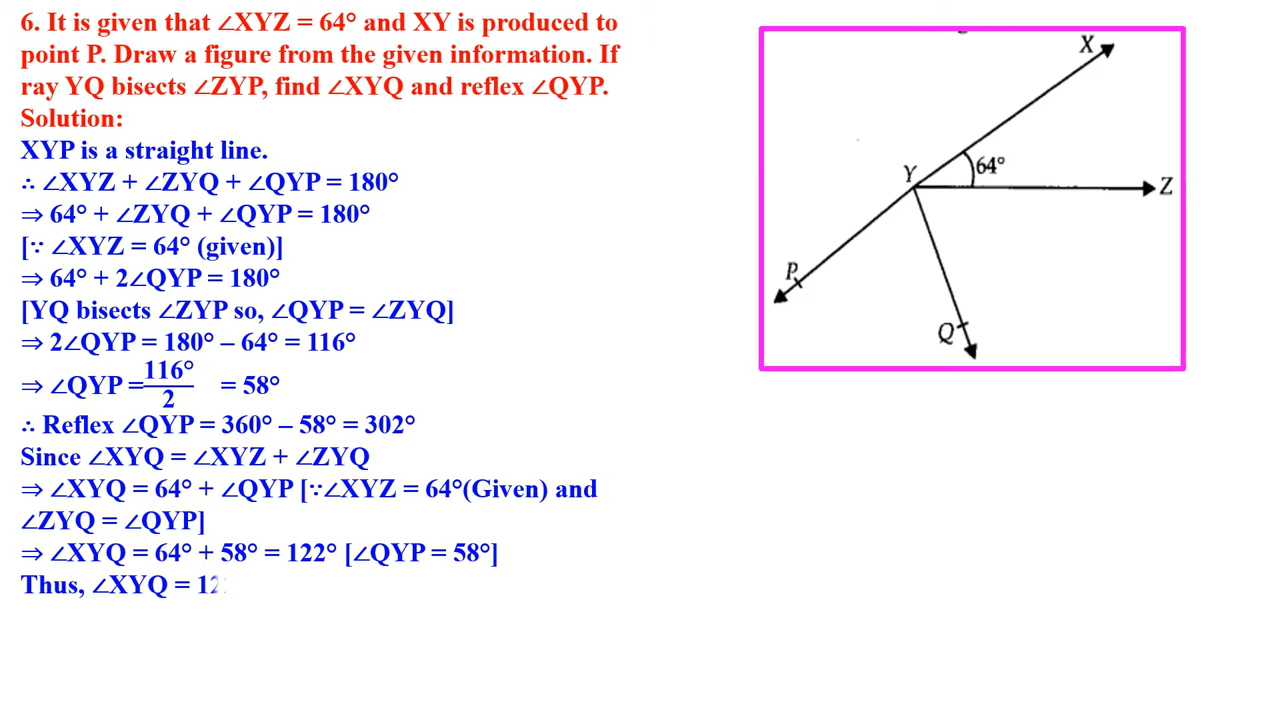 6. It is given that ∠XYZ = 64° and XY is produced to
point P. Draw a figure from the given information. If
ray YQ bisects ∠ZYP, find ∠XYQ and reflex ∠QYP.
Solution:
XYP is a straight line.
∴ ∠XYZ + ∠ZYQ + ∠QYP = 180°
⇒ 64° + ∠ZYQ + ∠QYP = 180°
[∵ ∠XYZ = 64° (given)]
⇒ 64° + 2∠QYP = 180°
[YQ bisects ∠ZYP so, ∠QYP = ∠ZYQ]
⇒ 2∠QYP = 180° – 64° = 116°
⇒ ∠QYP = 116°/2 = 58°
∴ Reflex ∠QYP = 360° – 58° = 302°
Since ∠XYQ = ∠XYZ + ∠ZYQ
⇒ ∠XYQ = 64° + ∠QYP [∵∠XYZ = 64°(Given) and
∠ZYQ = ∠QYP]
⇒ ∠XYQ = 64° + 58° = 122° [∠QYP = 58°]
Thus, ∠XYQ =
X
Y
64°
Z
P
Q